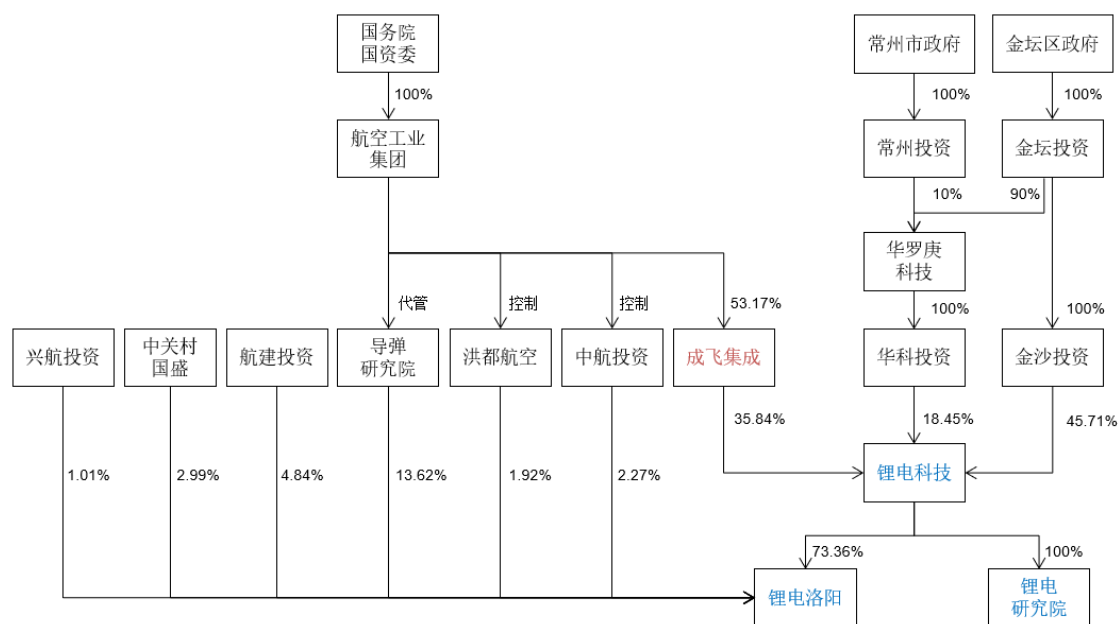 国务院
国资委
常州市政府
金坛区政府
100%
100%
100%
航空工业
集团
常州投资
金坛投资
10%
90%
华罗庚
科技
代管
控制
控制
53.17%
100%
100%
兴航投资
中关村
国盛
航建投资
导弹
研究院
洪都航空
中航投资
成飞集成
华科投资
金沙投资
35.84%
18.45%
45.71%
1.01%
2.99%
4.84%
13.62%
1.92%
2.27%
锂电科技
73.36%
100%
锂电洛阳
锂电
研究院